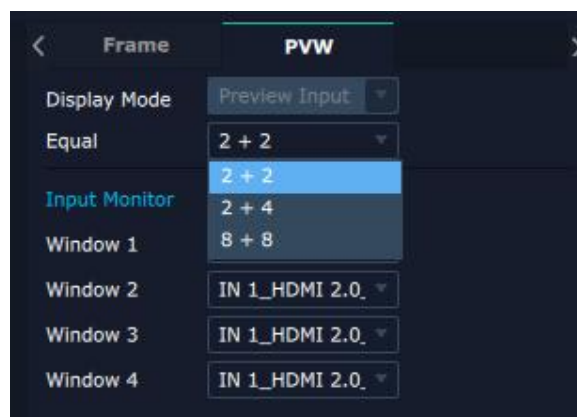 Frame PVW
Display Mode Preview Input
Equal 2 + 2
2 + 2
Input Monitor
2 + 4
Window 1 8 + 8
Window 2 IN 1_HDMI 2.0_
Window 3 IN 1_HDMI 2.0_
Window 4 IN 1_HDMI 2.0_